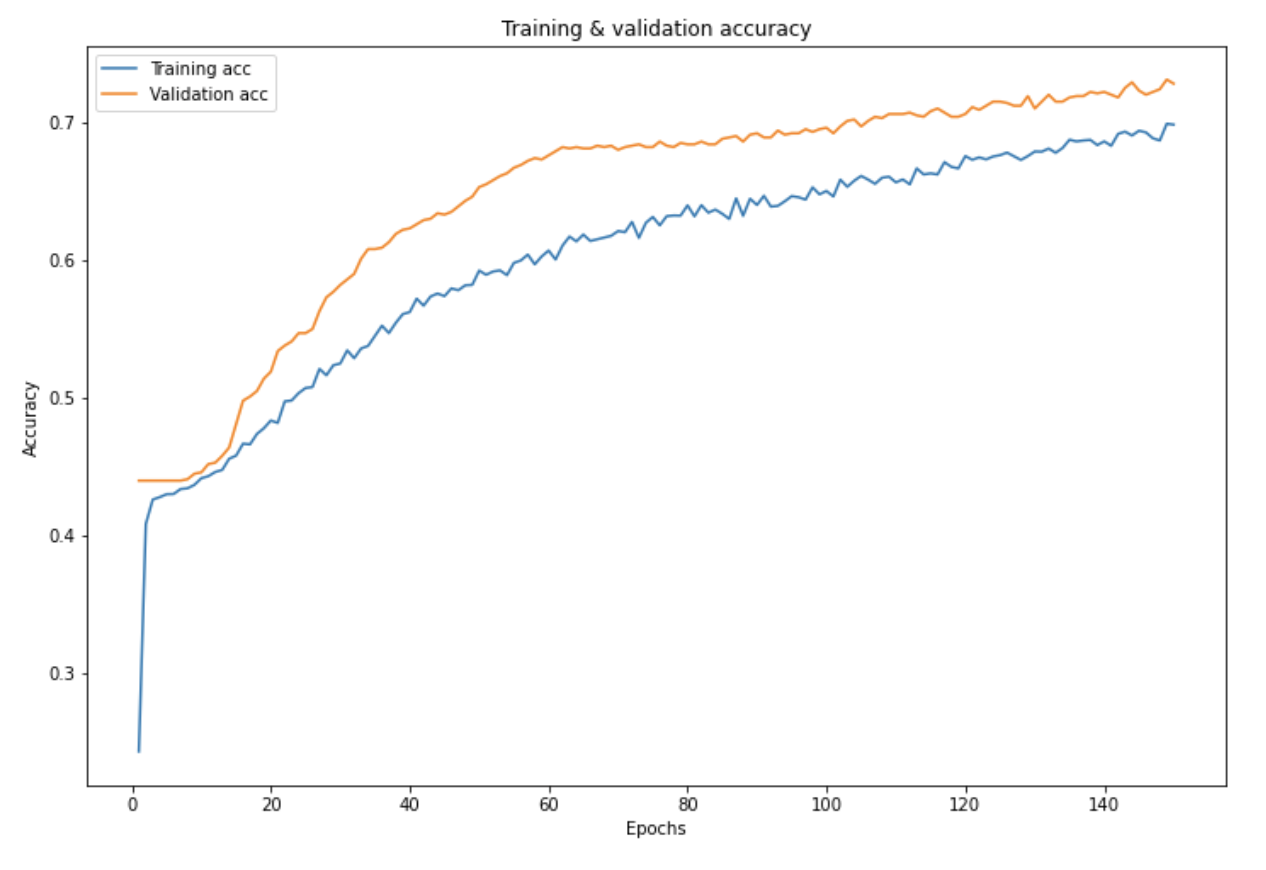 Training & validation accuracy
Training acc
Validation acc
0.7
0.6
0.5
0.4
0.3
Accuracy
0 20 40 60 80 100 120 140
Epochs